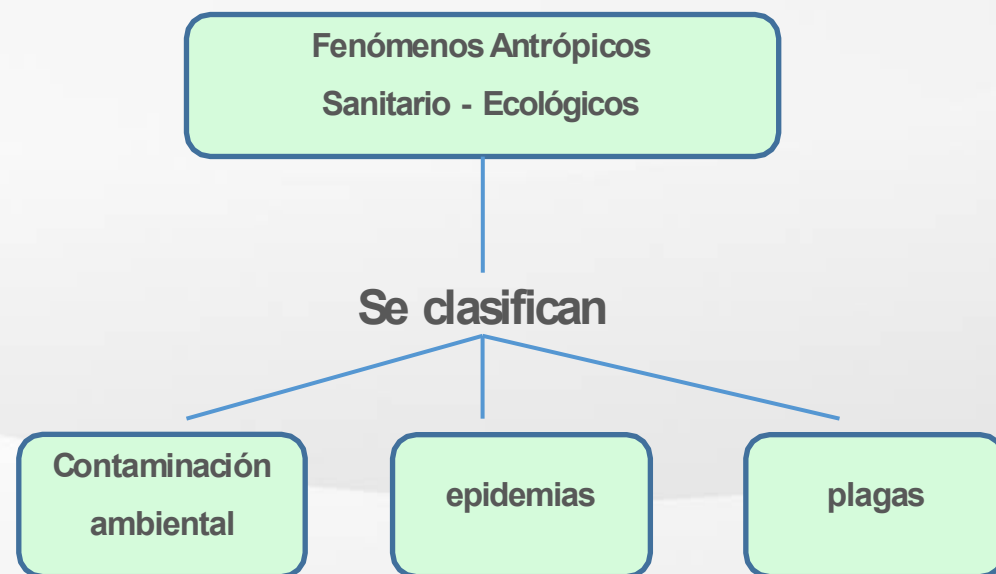 Fenómenos Antrópicos
Sanitario - Ecológicos
Se clasifican
Contaminación
ambiental
epidemias
plagas